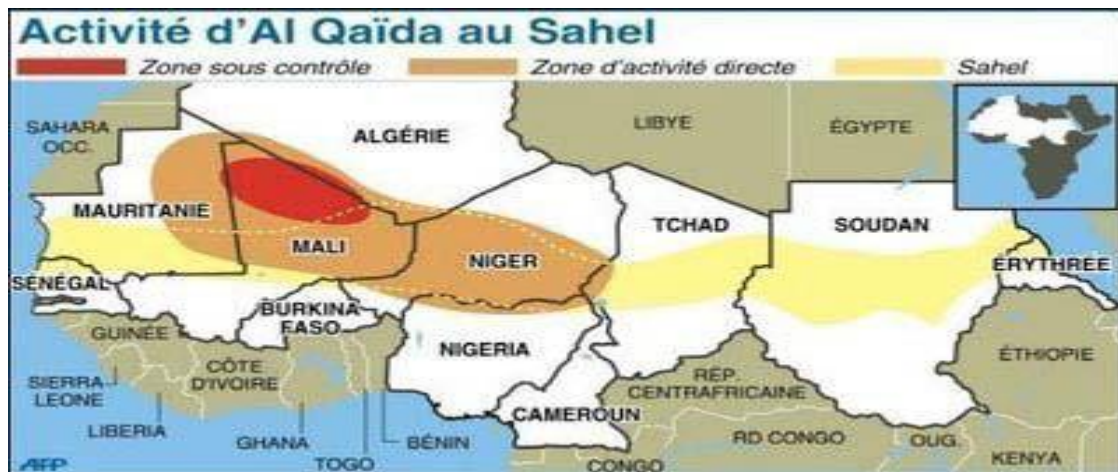 Activité d'Al Qaïda au Sahel
Zone sous contrôle
Zone d'activité directe
Sahel
SAHARA
OCC.
ALGÉRIE
LIBYE
ÉGYPTE
MAURITANIE
MALI
NIGER
TCHAD
SOUDAN
ÉRYTHRÉE
SÉNÉGAL
BURKINA
FASO
GUINÉE
NIGERIA
CÔTE
D'IVOIRE
SIERRA
LEONE
RÉP.
CENTRAFRICAINE
ÉTHIOPIE
CAMEROUN
LIBERIA
GHANA
BÉNIN
TOGO
CONGO
RD CONGO
OUG.
KENYA
AFP